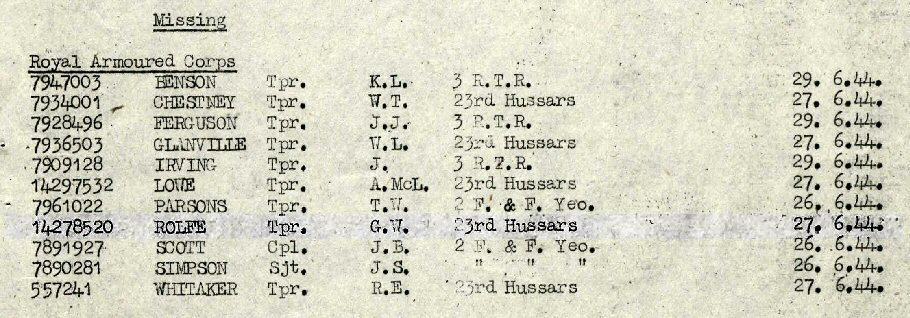 Missing
Royal Armoured Corps
7947003 BENSON Tpr. K.L. 3 R.T.R. 29. 6.44.
7934001 CHESTNEY Tpr. W.T. 23rd Hussars 27. 6.44.
7928496 FERGUSON Tpr. J.J. 3 R.T.R. 29. 6.44.
7936503 GLANVILLE Tpr. W.L. 23rd Hussars 27. 6.44.
7909128 IRVING Tpr. J. 3 R.T.R. 29. 6.44.
14297532 LOWE Tpr. A.McL. 23rd Hussars 27. 6.44.
7961022 PARSONS Tpr. T.W. 2 F. & F. Yeo. 26. 6.44.
14278520 ROLFE Tpr. G.W. 23rd Hussars 27. 6.44.
7891927 SCOTT Cpl. J.B. 2 F. & F. Yeo. 26. 6.44.
7890281 SIMPSON Sjt. J.S. " " " " 26. 6.44.
557241 WHITAKER Tpr. R.E. 23rd Hussars 27. 6.44.